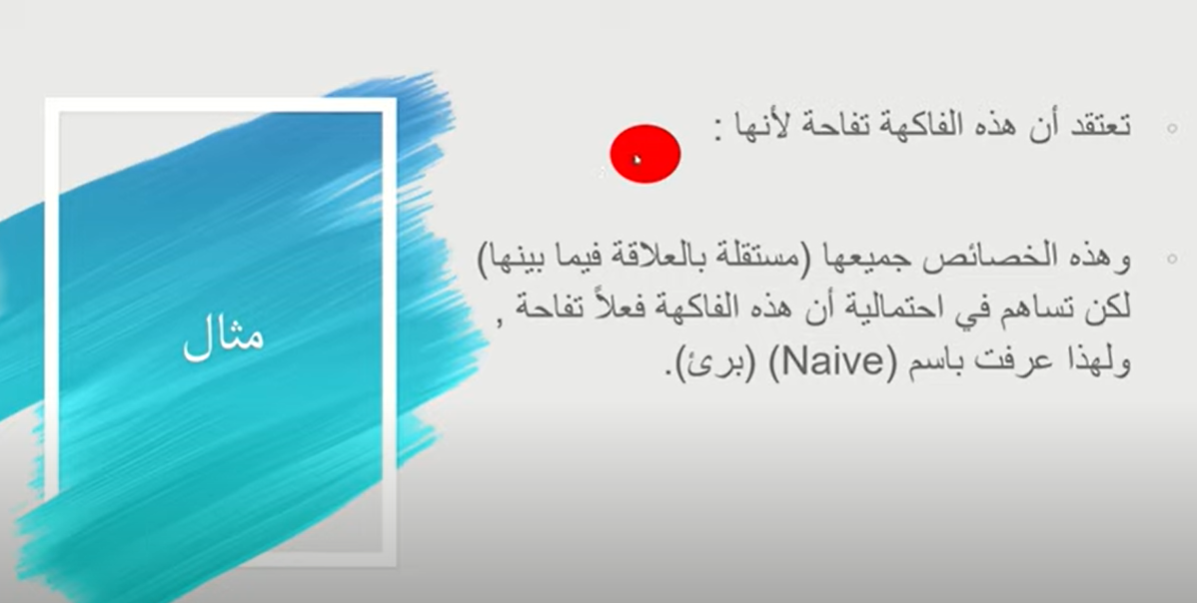 تعتقد أن هذه الفاكهة تفاحة لأنها :
وهذه الخصائص جميعها (مستقلة بالعلاقة فيما بينها)
لكن تساهم في احتمالية أن هذه الفاكهة فعلاً تفاحة ,
ولهذا عرفت باسم (Naive) (برئ).
مثال